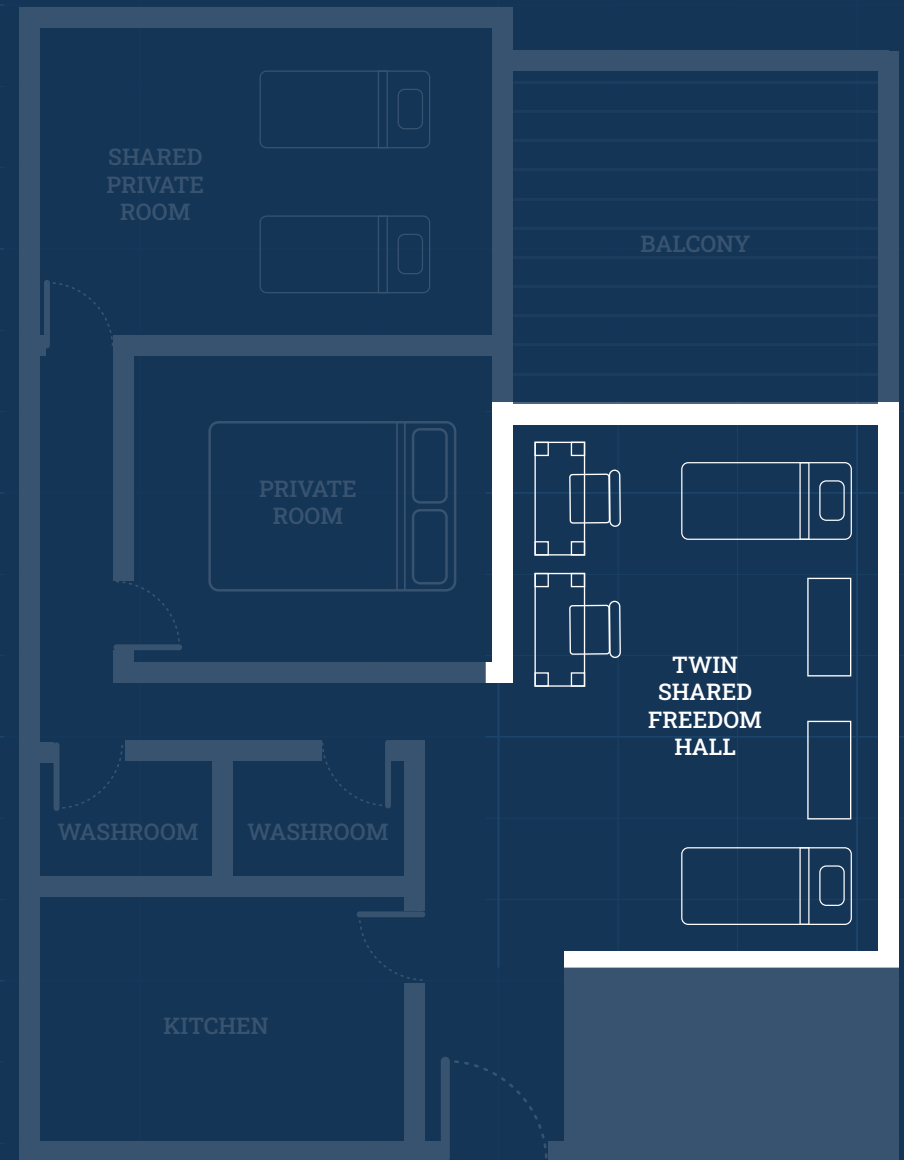 SHARED
PRIVATE
ROOM
BALCONY
PRIVATE
ROOM
TWIN
SHARED
FREEDOM
HALL
WASHROOM
WASHROOM
KITCHEN